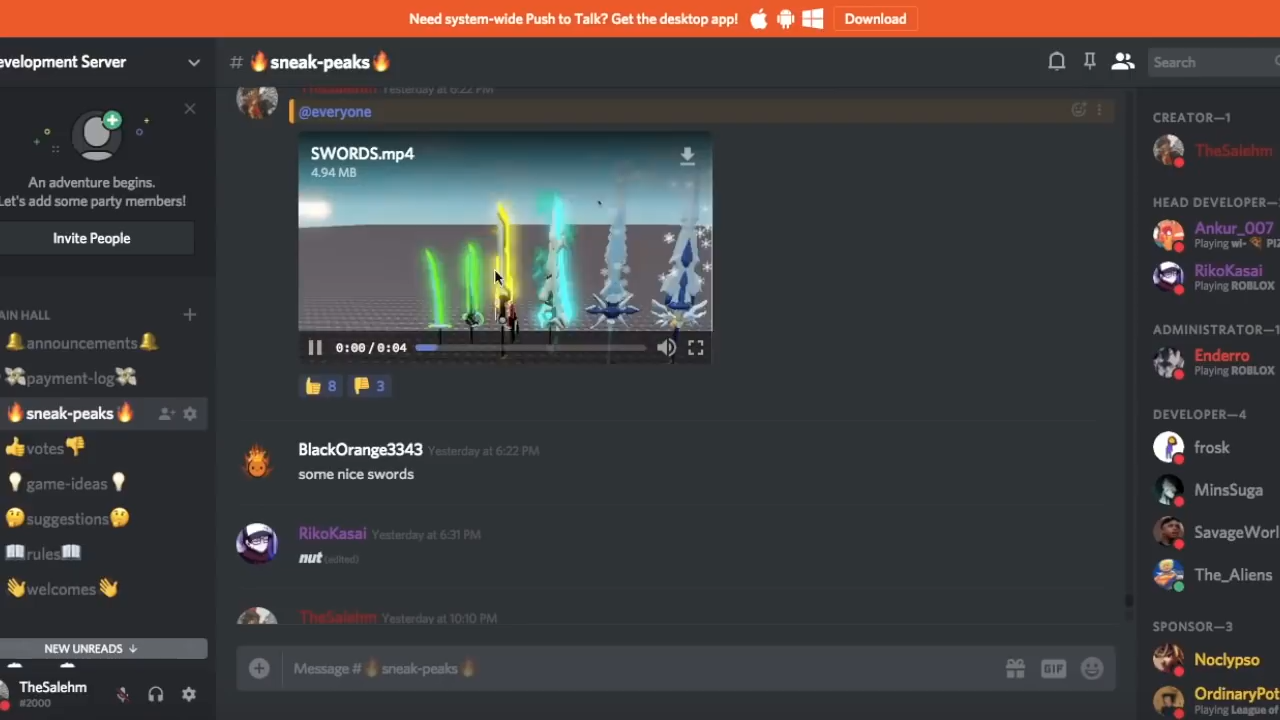 Need system-wide Push to Talk? Get the desktop app! Download
evelopment Server
# 🔥sneak-peaks🔥
Search
An adventure begins.
Let's add some party members!
Invite People
AIN HALL
🔔announcements🔔
💸payment-log💸
🔥sneak-peaks🔥
👍votes👎
💡game-ideas💡
🤔suggestions🤔
📖rules📖
👋welcomes👋
NEW UNREADS ↓
TheSalehm
#2000
TheSalehm Yesterday at 6:22 PM
@everyone
SWORDS.mp4
4.94 MB
0:00 / 0:04
👍 8 👎 3
BlackOrange3343 Yesterday at 6:22 PM
some nice swords
RikoKasai Yesterday at 6:31 PM
nut (edited)
TheSalehm Yesterday at 10:10 PM
Message #🔥sneak-peaks🔥
GIF
CREATOR—1
TheSalehm
HEAD DEVELOPER—
Ankur_007
Playing wi-
RikoKasai
Playing ROBLOX
ADMINISTRATOR—1
Enderro
Playing ROBLOX
DEVELOPER—4
frosk
MinsSuga
SavageWorl
The_Aliens
SPONSOR—3
Noclypso
OrdinaryPot
Playing League of